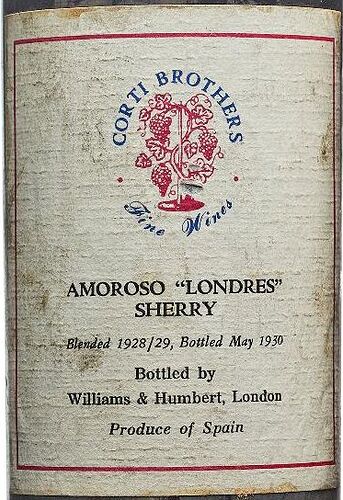 CORTI BROTHERS
Fine Wines
AMOROSO "LONDRES"
SHERRY
Blended 1928/29, Bottled May 1930
Bottled by
Williams & Humbert, London
Produce of Spain